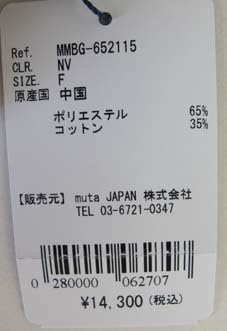 Ref. MMBG-652115
CLR. NV
SIZE. F
原産国 中国
ポリエステル 65%
コットン 35%
【販売元】 muta JAPAN 株式会社
TEL 03-6721-0347
0 280000 062707
¥14,300(税込)